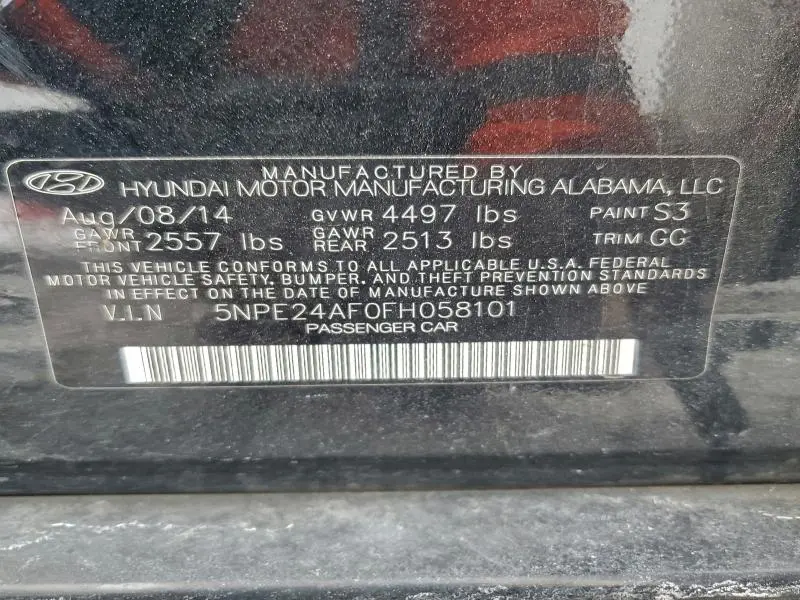 MANUFACTURED BY
HYUNDAI MOTOR MANUFACTURING ALABAMA, LLC
Aug/08/14 GVWR 4497 lbs PAINT S3
GAWR FRONT 2557 lbs GAWR REAR 2513 lbs TRIM GG
THIS VEHICLE CONFORMS TO ALL APPLICABLE U.S.A. FEDERAL
MOTOR VEHICLE SAFETY, BUMPER, AND THEFT PREVENTION STANDARDS
IN EFFECT ON THE DATE OF MANUFACTURE SHOWN ABOVE
V.I.N 5NPE24AF0FH058101
PASSENGER CAR